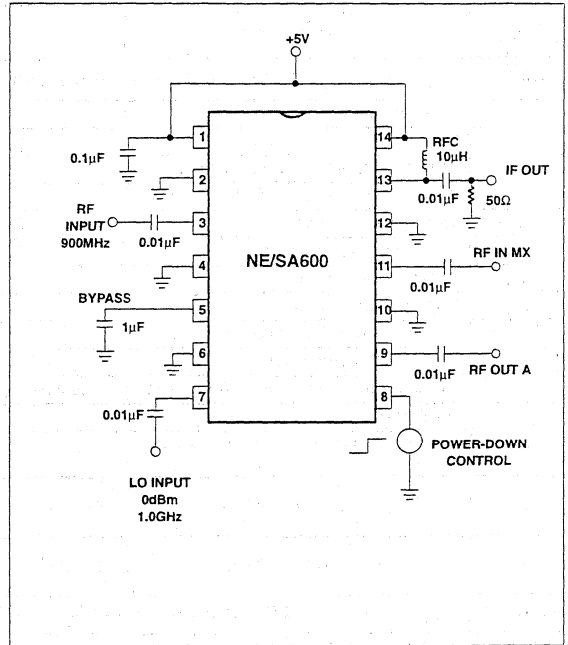 +5V
1
14
RFC
10µH
0.1µF
2
13
IF OUT
0.01µF
50Ω
RF
INPUT
900MHz
3
12
0.01µF
NE/SA600
4
11
RF IN MX
0.01µF
BYPASS
5
10
1µF
6
9
0.01µF
RF OUT A
7
8
0.01µF
POWER-DOWN
CONTROL
LO INPUT
0dBm
1.0GHz